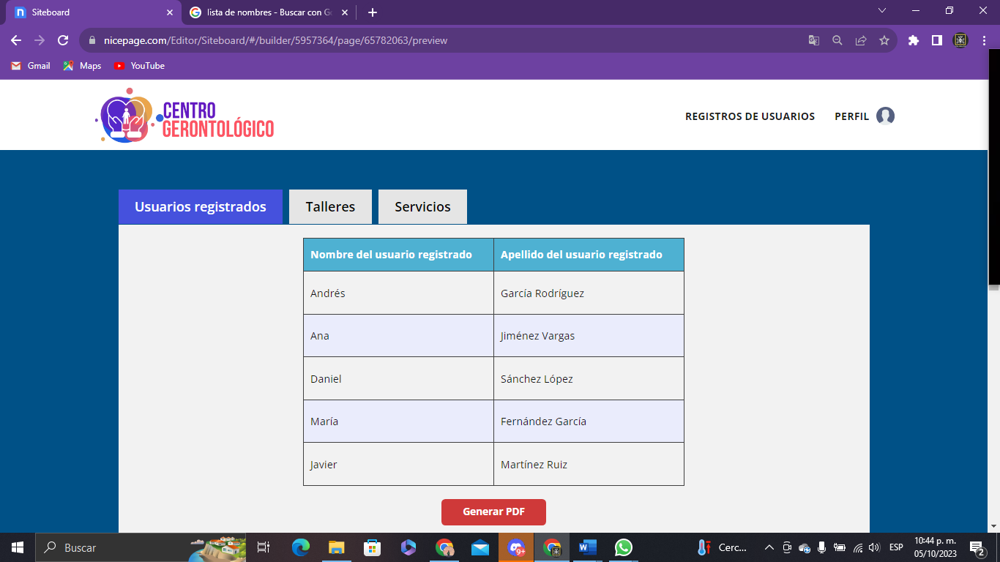 Siteboard
lista de nombres - Buscar con Go
nicepage.com/Editor/Siteboard/#/builder/5957364/page/65782063/preview
Gmail
Maps
YouTube
CENTRO
GERONTOLÓGICO
REGISTROS DE USUARIOS
PERFIL
Usuarios registrados
Talleres
Servicios
Nombre del usuario registrado
Apellido del usuario registrado
Andrés
García Rodríguez
Ana
Jiménez Vargas
Daniel
Sánchez López
María
Fernández García
Javier
Martínez Ruiz
Generar PDF
Buscar
9+
Cerc...
ESP
10:44 p. m.
05/10/2023
2